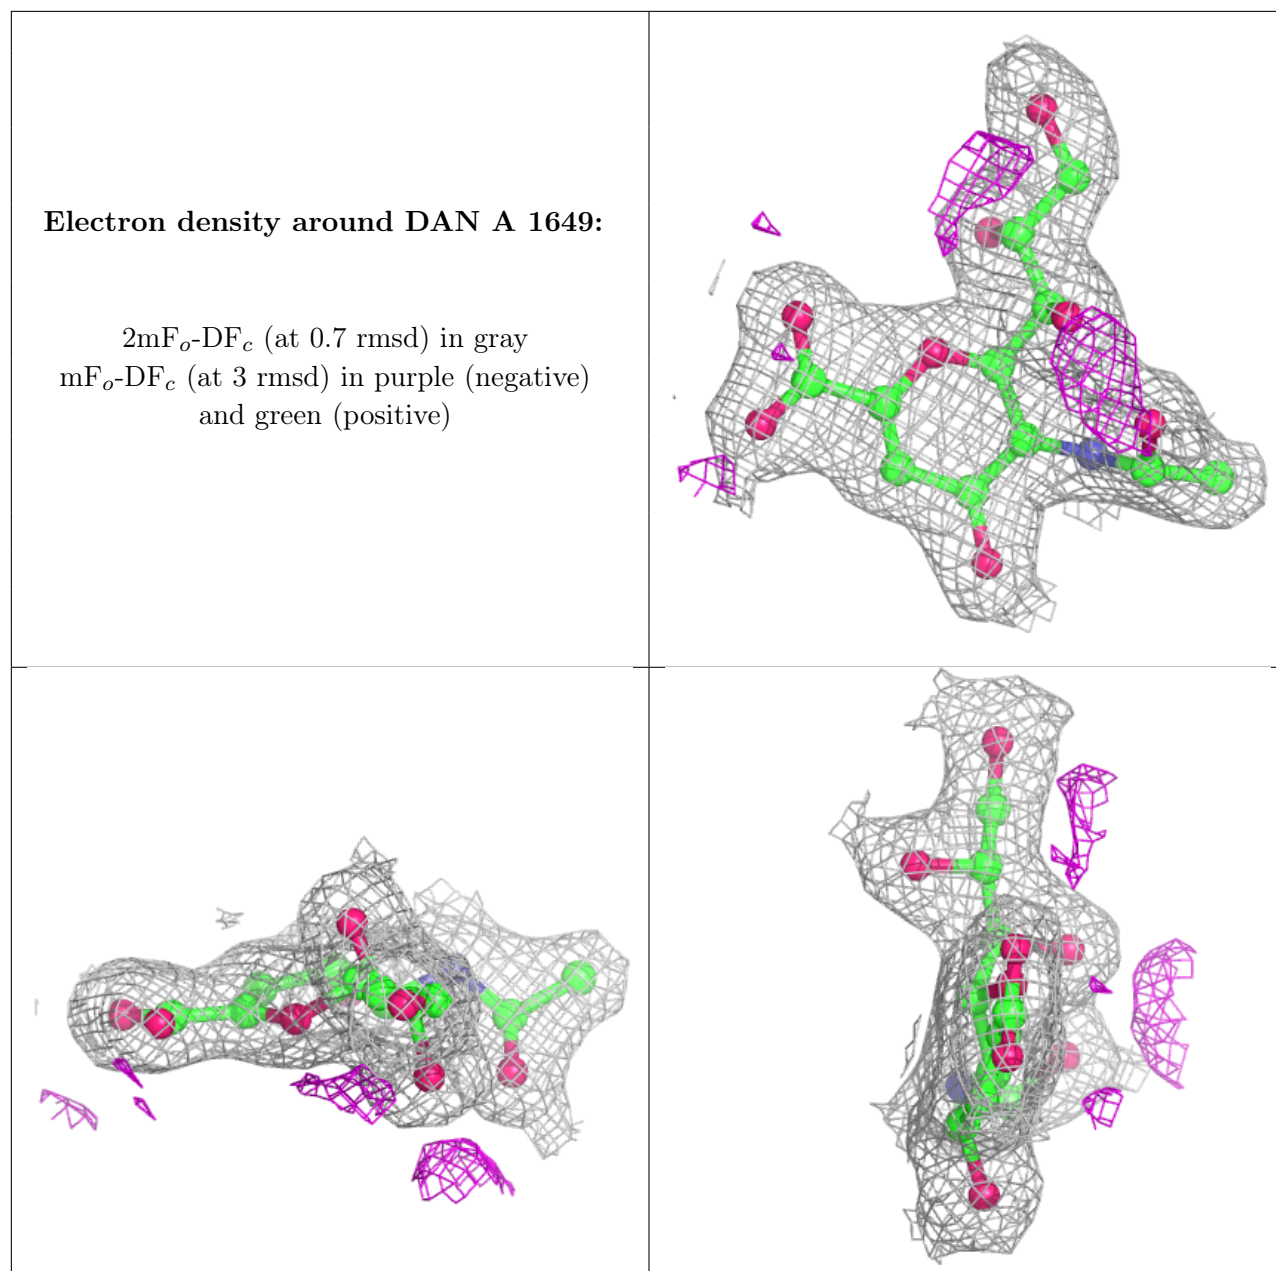 Electron density around DAN A 1649:
2mFo-DFc (at 0.7 rmsd) in gray
mFo-DFc (at 3 rmsd) in purple (negative)
and green (positive)